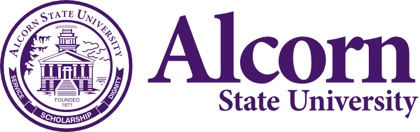 ALCORN STATE UNIVERSITY
FOUNDED
1871
SERVICE
SCHOLARSHIP
DIGNITY
Alcorn
State University